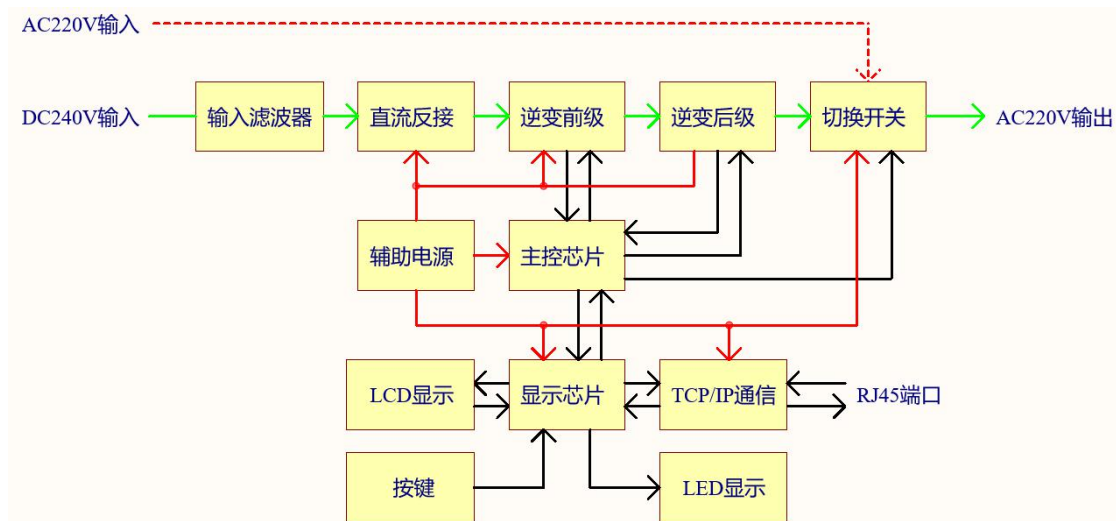 AC220V输入
DC240V输入
输入滤波器
直流反接
逆变前级
逆变后级
切换开关
AC220V输出
辅助电源
主控芯片
LCD显示
显示芯片
TCP/IP通信
RJ45端口
按键
LED显示